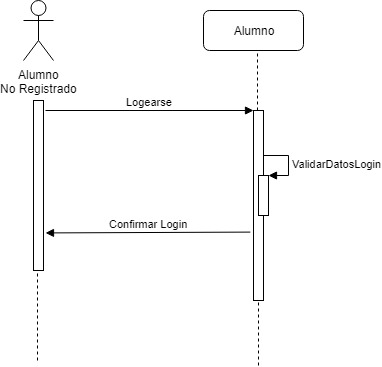 Alumno
No Registrado
Alumno
Logearse
ValidarDatosLogin
Confirmar Login